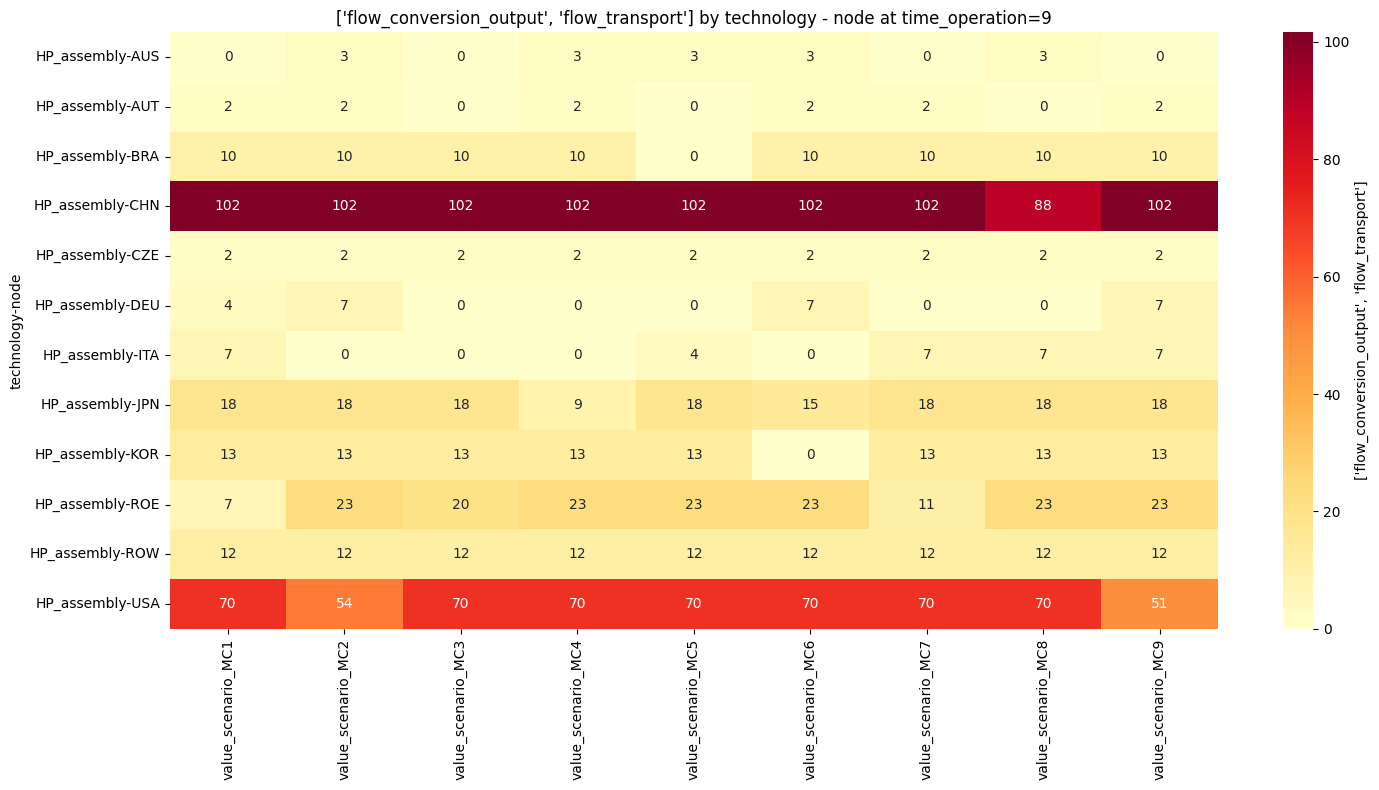 ['flow_conversion_output', 'flow_transport'] by technology - node at time_operation=9
technology-node
HP_assembly-AUS 0 3 0 3 3 3 0 3 0
HP_assembly-AUT 2 2 0 2 0 2 2 0 2
HP_assembly-BRA 10 10 10 10 0 10 10 10 10
HP_assembly-CHN 102 102 102 102 102 102 102 88 102
HP_assembly-CZE 2 2 2 2 2 2 2 2 2
HP_assembly-DEU 4 7 0 0 0 7 0 0 7
HP_assembly-ITA 7 0 0 0 4 0 7 7 7
HP_assembly-JPN 18 18 18 9 18 15 18 18 18
HP_assembly-KOR 13 13 13 13 13 0 13 13 13
HP_assembly-ROE 7 23 20 23 23 23 11 23 23
HP_assembly-ROW 12 12 12 12 12 12 12 12 12
HP_assembly-USA 70 54 70 70 70 70 70 70 51
value_scenario_MC1
value_scenario_MC2
value_scenario_MC3
value_scenario_MC4
value_scenario_MC5
value_scenario_MC6
value_scenario_MC7
value_scenario_MC8
value_scenario_MC9
100
80
60
40
20
0
['flow_conversion_output', 'flow_transport']